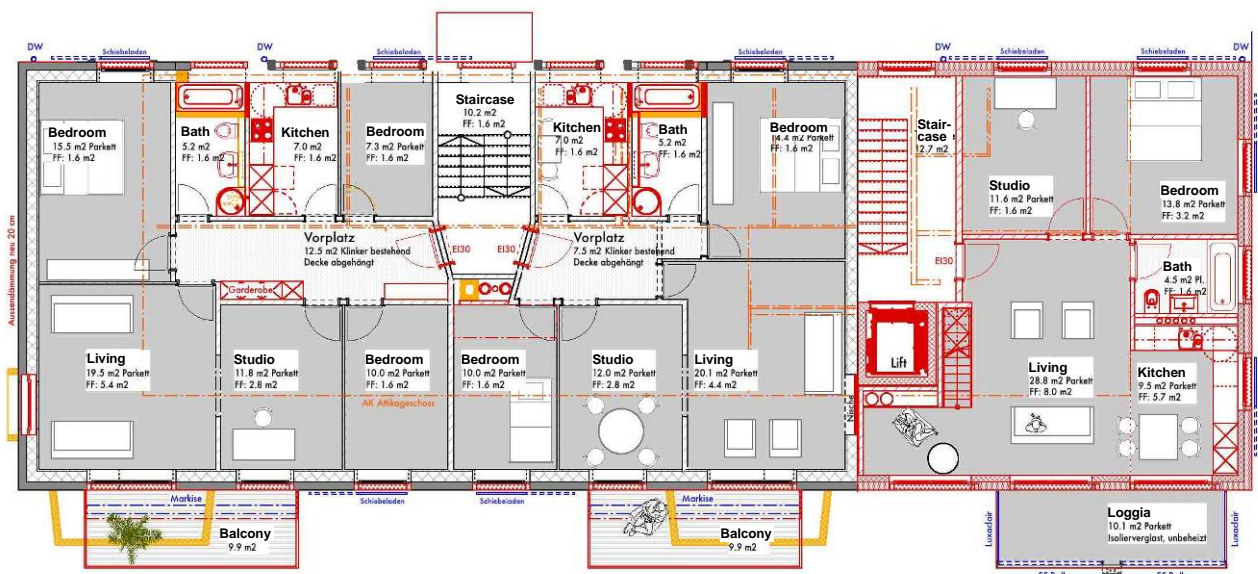 DW
Schiebeladen
DW
Schiebeladen
Schiebeladen
DW
Schiebeladen
Schiebeladen
DW
Bedroom
15.5 m2 Parkett
FF: 1.6 m2
Bath
5.2 m2
FF: 1.6 m2
Kitchen
7.0 m2
FF: 1.6 m2
Bedroom
7.3 m2 Parkett
FF: 1.6 m2
Staircase
10.2 m2
FF: 1.6 m2
Kitchen
7.0 m2
FF: 1.6 m2
Bath
5.2 m2
FF: 1.6 m2
Bedroom
14.4 m2 Parkett
FF: 1.6 m2
Stair-
case
12.7 m2
Studio
11.6 m2 Parkett
FF: 1.6 m2
Bedroom
13.8 m2 Parkett
FF: 3.2 m2
Aussendämmung neu 20 cm
Vorplatz
12.5 m2 Klinker bestehend
Decke abgehängt
EI30
EI30
Vorplatz
7.5 m2 Klinker bestehend
Decke abgehängt
EI30
Bath
4.5 m2 Pl.
FF: 1.6 m2
Garderobe
Living
19.5 m2 Parkett
FF: 5.4 m2
Studio
11.8 m2 Parkett
FF: 2.8 m2
Bedroom
10.0 m2 Parkett
FF: 1.6 m2
AK Attikageschoss
Bedroom
10.0 m2 Parkett
FF: 1.6 m2
Studio
12.0 m2 Parkett
FF: 2.8 m2
Living
20.1 m2 Parkett
FF: 4.4 m2
Nische
Lift
Living
28.8 m2 Parkett
FF: 8.0 m2
Kitchen
9.5 m2 Parkett
FF: 5.7 m2
Markise
Schiebeladen
Schiebeladen
Markise
Schiebeladen
Balcony
9.9 m2
Balcony
9.9 m2
Luxaclair
Loggia
10.1 m2 Parkett
Isolierverglast, unbeheizt
Luxaclair